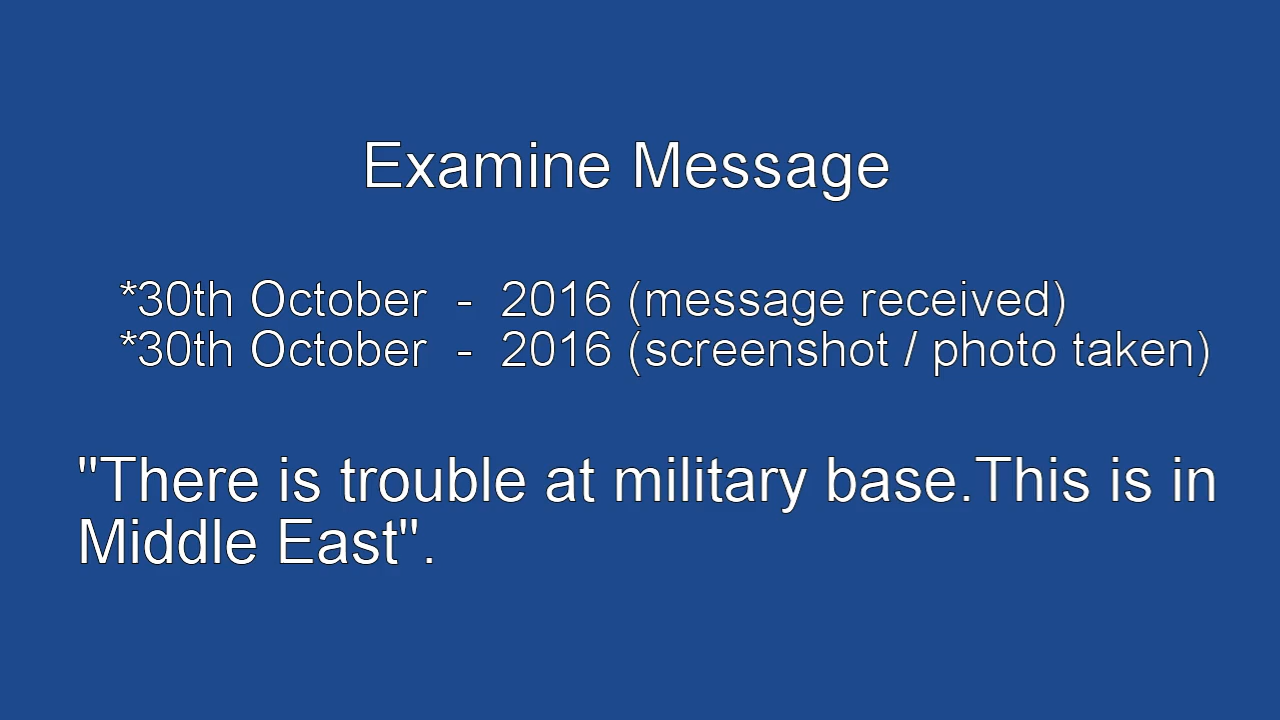 Examine Message
*30th October - 2016 (message received)
*30th October - 2016 (screenshot / photo taken)
"There is trouble at military base.This is in
Middle East".